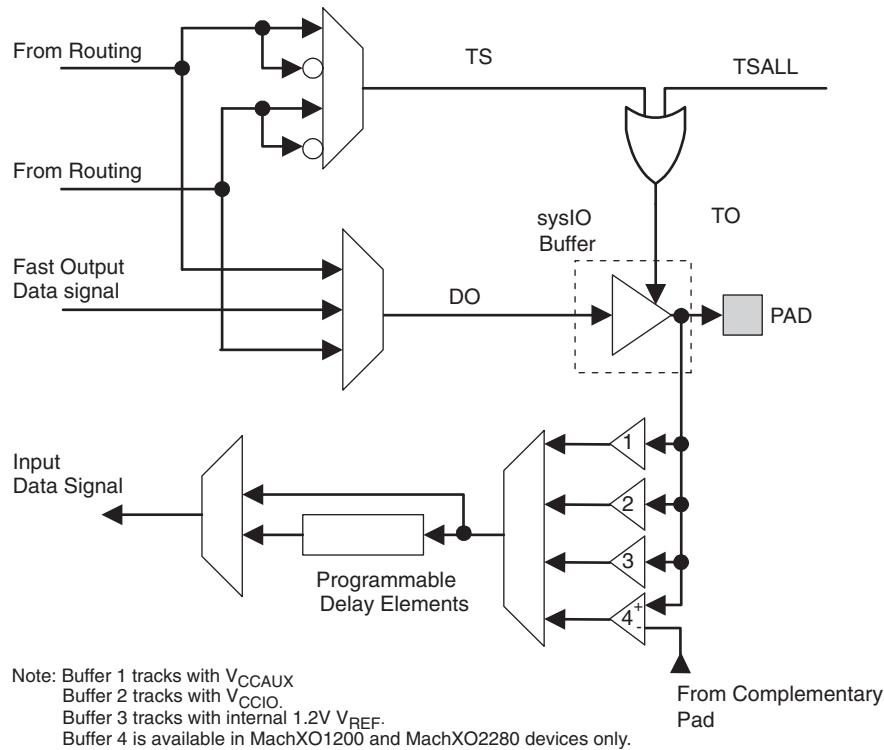 From Routing
TS
TSALL
From Routing
sysIO
Buffer
TO
Fast Output
Data signal
DO
PAD
Input
Data Signal
1
2
3
4
+
-
Programmable
Delay Elements
Note: Buffer 1 tracks with VCCAUX
Buffer 2 tracks with VCCIO.
Buffer 3 tracks with internal 1.2V VREF.
Buffer 4 is available in MachXO1200 and MachXO2280 devices only.
From Complementary
Pad